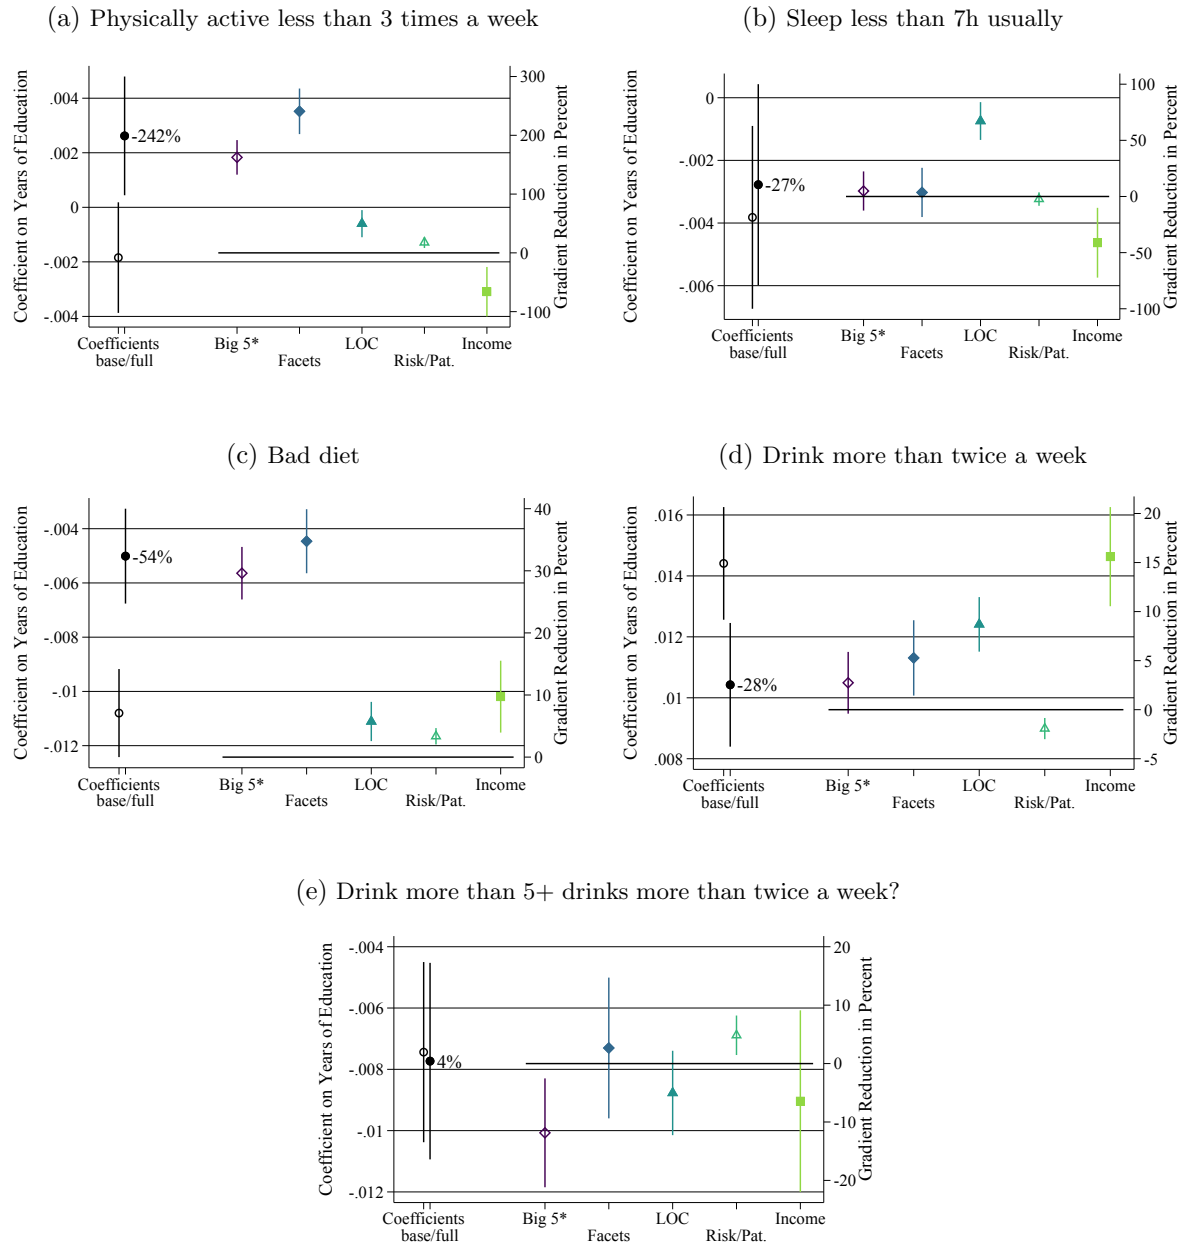 (a) Physically active less than 3 times a week
Coefficient on Years of Education
.004
.002
0
-.002
-.004
-242%
300
200
100
0
-100
Gradient Reduction in Percent
Coefficients
base/full
Big 5*
Facets
LOC
Risk/Pat.
Income
(b) Sleep less than 7h usually
Coefficient on Years of Education
0
-.002
-.004
-.006
-27%
100
50
0
-50
-100
Gradient Reduction in Percent
Coefficients
base/full
Big 5*
Facets
LOC
Risk/Pat.
Income
(c) Bad diet
Coefficient on Years of Education
-.004
-.006
-.008
-.01
-.012
-54%
40
30
20
10
0
Gradient Reduction in Percent
Coefficients
base/full
Big 5*
Facets
LOC
Risk/Pat.
Income
(d) Drink more than twice a week
Coefficient on Years of Education
.016
.014
.012
.01
.008
-28%
20
15
10
5
0
-5
Gradient Reduction in Percent
Coefficients
base/full
Big 5*
Facets
LOC
Risk/Pat.
Income
(e) Drink more than 5+ drinks more than twice a week?
Coefficient on Years of Education
-.004
-.006
-.008
-.01
-.012
4%
20
10
0
-10
-20
Gradient Reduction in Percent
Coefficients
base/full
Big 5*
Facets
LOC
Risk/Pat.
Income